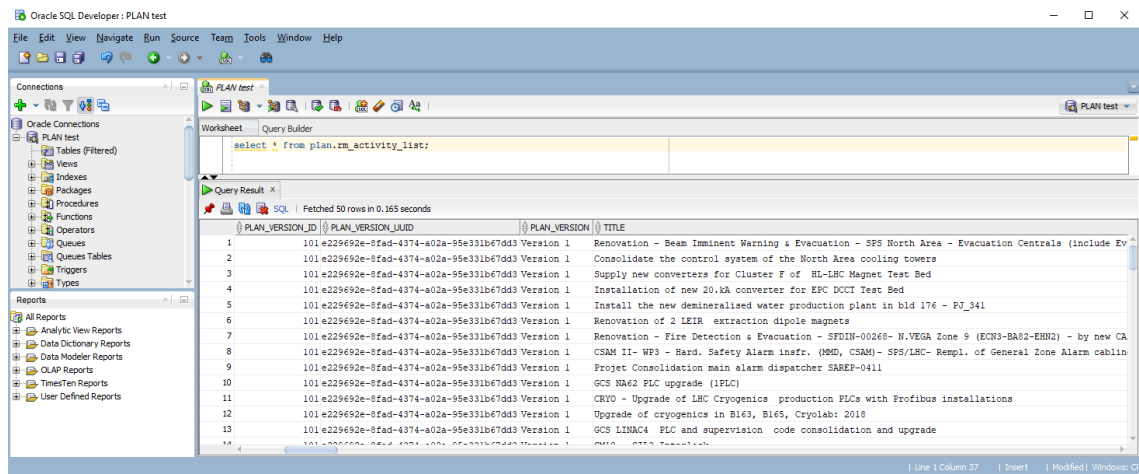 Oracle SQL Developer : PLAN test
File Edit View Navigate Run Source Team Tools Window Help
Connections
Oracle Connections
PLAN test
Tables (Filtered)
Views
Indexes
Packages
Procedures
Functions
Operators
Queues
Queues Tables
Triggers
Types
Reports
All Reports
Analytic View Reports
Data Dictionary Reports
Data Modeler Reports
OLAP Reports
TimesTen Reports
User Defined Reports
PLAN test
PLAN test
Worksheet Query Builder
select * from plan.rm_activity_list;
Query Result x
SQL | Fetched 50 rows in 0.165 seconds
PLAN_VERSION_ID PLAN_VERSION_UUID PLAN_VERSION TITLE
1 101 e229692e-8fad-4374-a02a-95e331b67dd3 Version 1 Renovation - Beam Imminent Warning & Evacuation - SPS North Area - Evacuation Centrals (include Ev
2 101 e229692e-8fad-4374-a02a-95e331b67dd3 Version 1 Consolidate the control system of the North Area cooling towers
3 101 e229692e-8fad-4374-a02a-95e331b67dd3 Version 1 Supply new converters for Cluster F of HL-LHC Magnet Test Bed
4 101 e229692e-8fad-4374-a02a-95e331b67dd3 Version 1 Installation of new 20.kA converter for EPC DCCT Test Bed
5 101 e229692e-8fad-4374-a02a-95e331b67dd3 Version 1 Install the new demineralised water production plant in bld 176 - PJ_341
6 101 e229692e-8fad-4374-a02a-95e331b67dd3 Version 1 Renovation of 2 LEIR extraction dipole magnets
7 101 e229692e-8fad-4374-a02a-95e331b67dd3 Version 1 Renovation - Fire Detection & Evacuation - SFDIN-00268- N.VEGA Zone 9 (ECN3-BA82-EHN2) - by new CA
8 101 e229692e-8fad-4374-a02a-95e331b67dd3 Version 1 CSAM II- WP3 - Hard. Safety Alarm insfr. (MMD, CSAM)- SPS/LHC- Rempl. of General Zone Alarm cablin
9 101 e229692e-8fad-4374-a02a-95e331b67dd3 Version 1 Projet Consolidation main alarm dispatcher SAREP-0411
10 101 e229692e-8fad-4374-a02a-95e331b67dd3 Version 1 GCS NA62 PLC upgrade (1PLC)
11 101 e229692e-8fad-4374-a02a-95e331b67dd3 Version 1 CRYO - Upgrade of LHC Cryogenics production PLCs with Profibus installations
12 101 e229692e-8fad-4374-a02a-95e331b67dd3 Version 1 Upgrade of cryogenics in B163, B165, Cryolab: 2018
13 101 e229692e-8fad-4374-a02a-95e331b67dd3 Version 1 GCS LINAC4 PLC and supervision code consolidation and upgrade
| Line 1 Column 37 | Insert | Modified | Windows: C